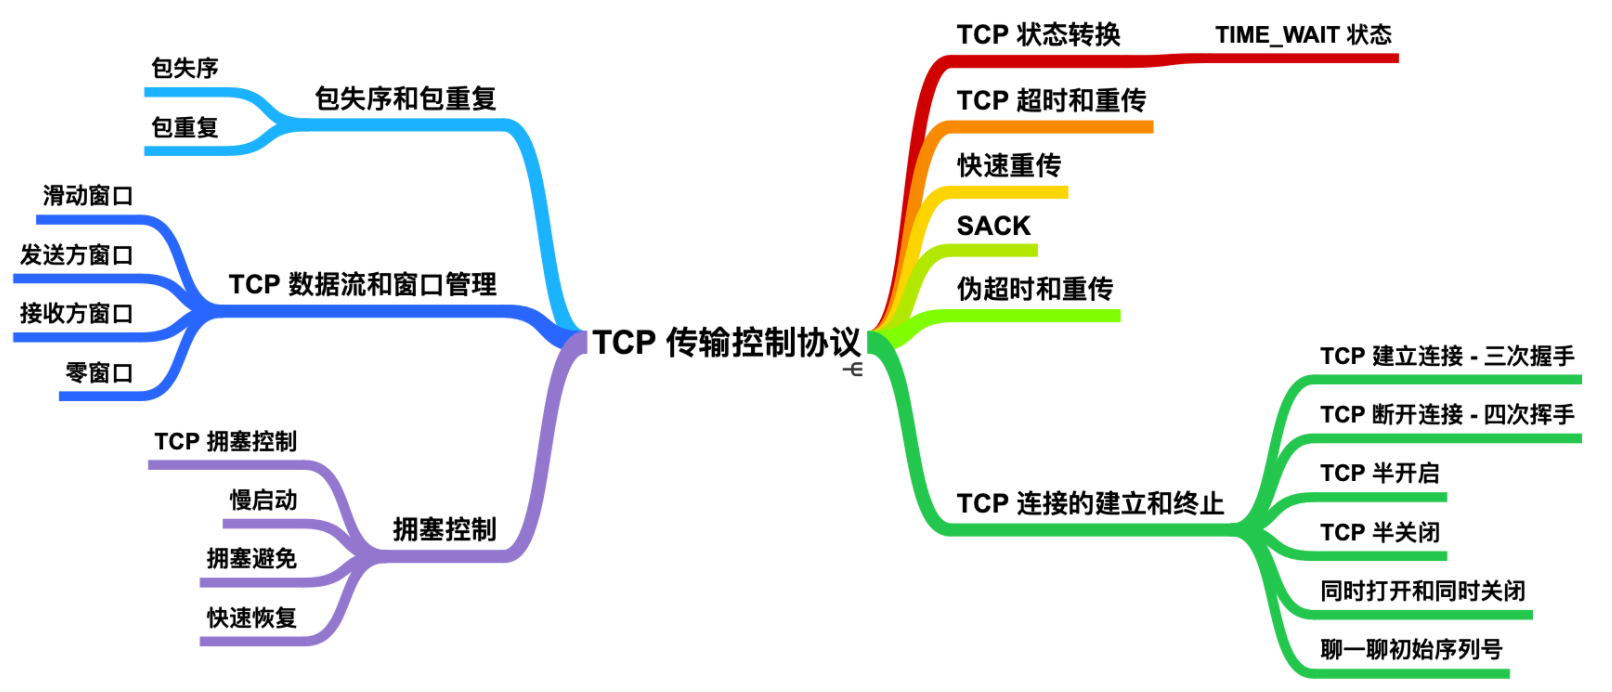 TCP 传输控制协议
TCP 状态转换
TIME_WAIT 状态
TCP 超时和重传
快速重传
SACK
伪超时和重传
TCP 连接的建立和终止
TCP 建立连接 - 三次握手
TCP 断开连接 - 四次挥手
TCP 半开启
TCP 半关闭
同时打开和同时关闭
聊一聊初始序列号
包失序和包重复
包失序
包重复
TCP 数据流和窗口管理
滑动窗口
发送方窗口
接收方窗口
零窗口
拥塞控制
TCP 拥塞控制
慢启动
拥塞避免
快速恢复